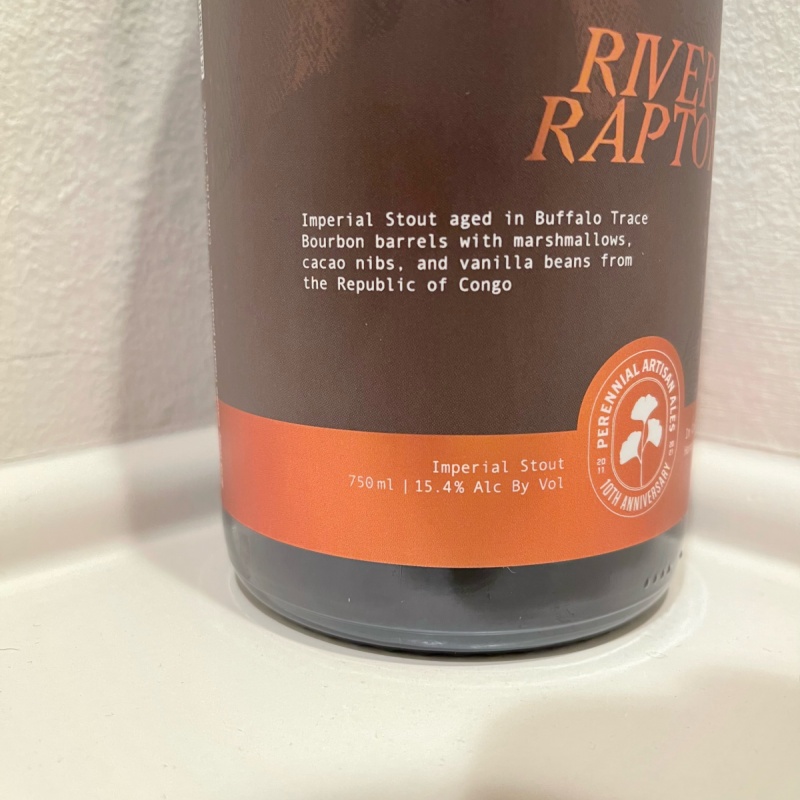 RIVER
RAPTO
Imperial Stout aged in Buffalo Trace
Bourbon barrels with marshmallows,
cacao nibs, and vanilla beans from
the Republic of Congo
PERENNIAL ARTISAN ALES
2011
10TH ANNIVERSARY
Imperial Stout
750ml | 15.4% Alc By Vol